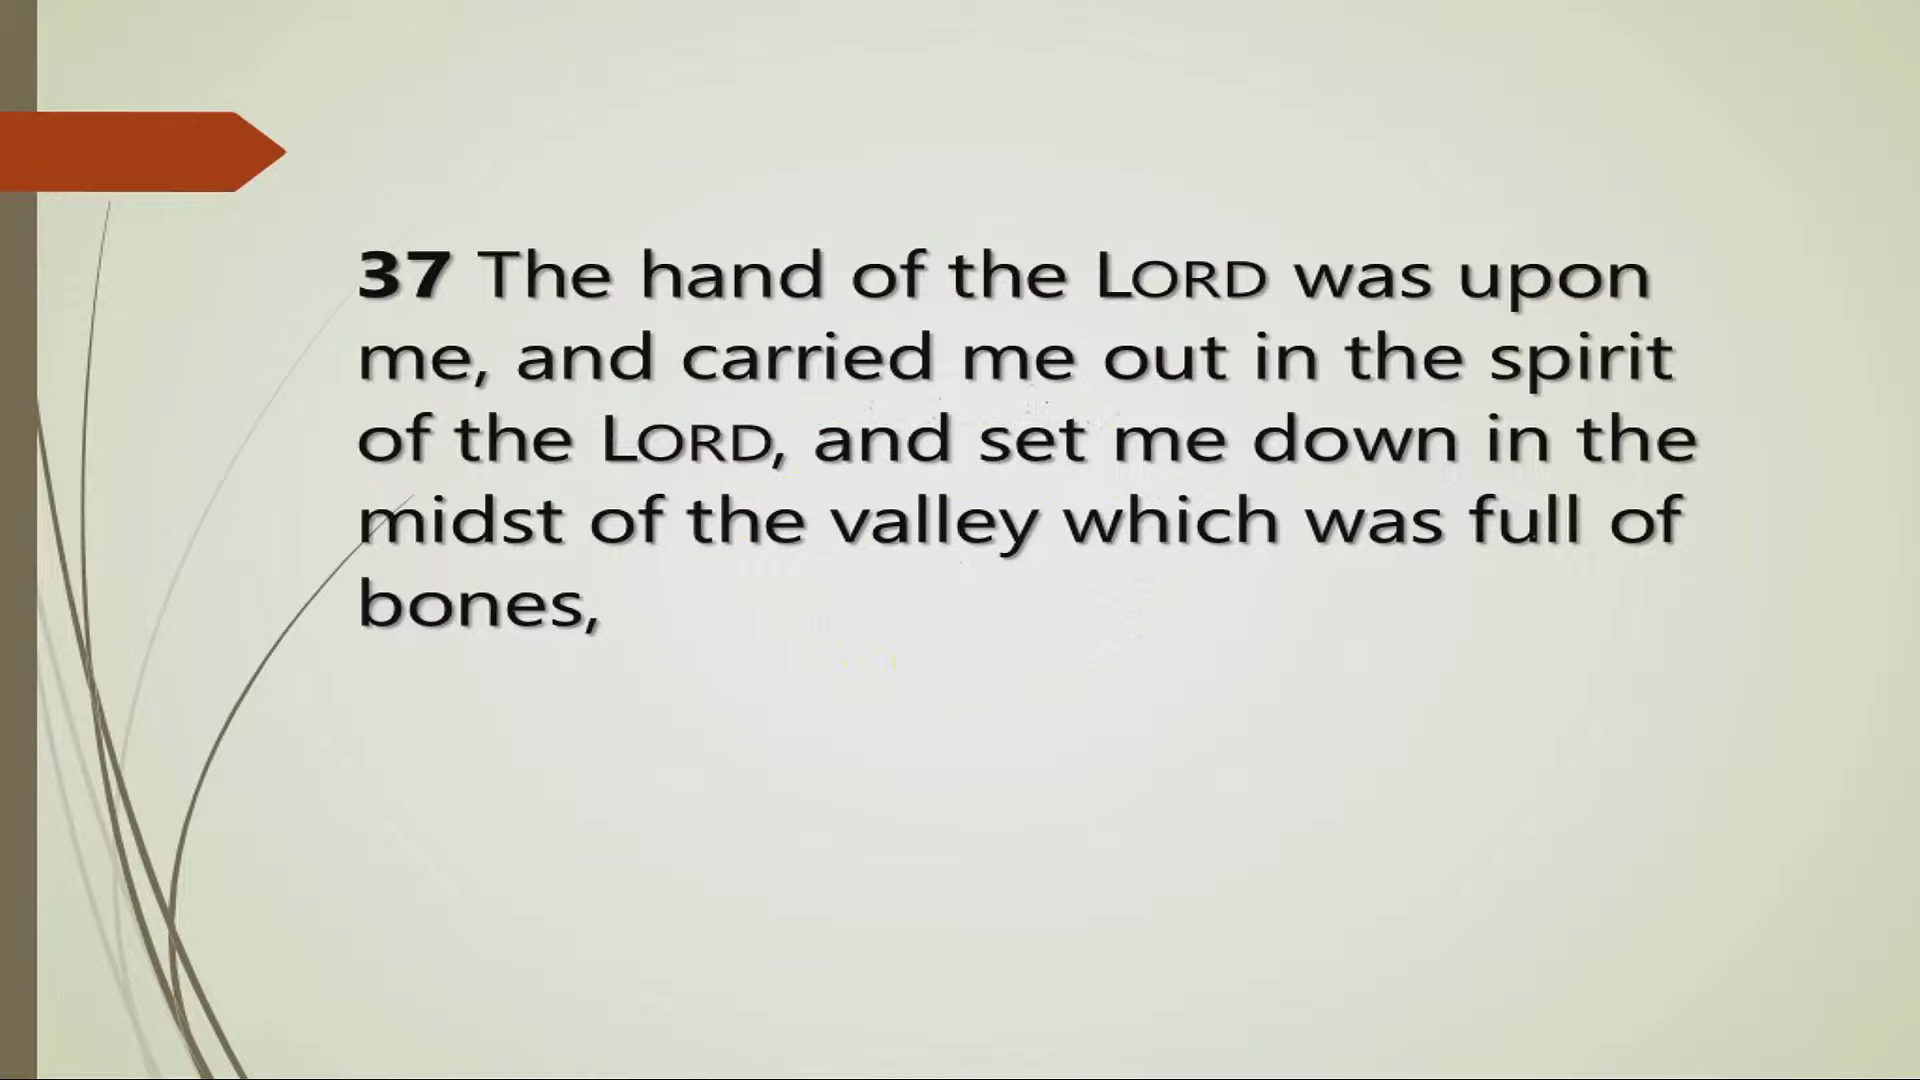 37 The hand of the LORD was upon
me, and carried me out in the spirit
of the LORD, and set me down in the
midst of the valley which was full of
bones,